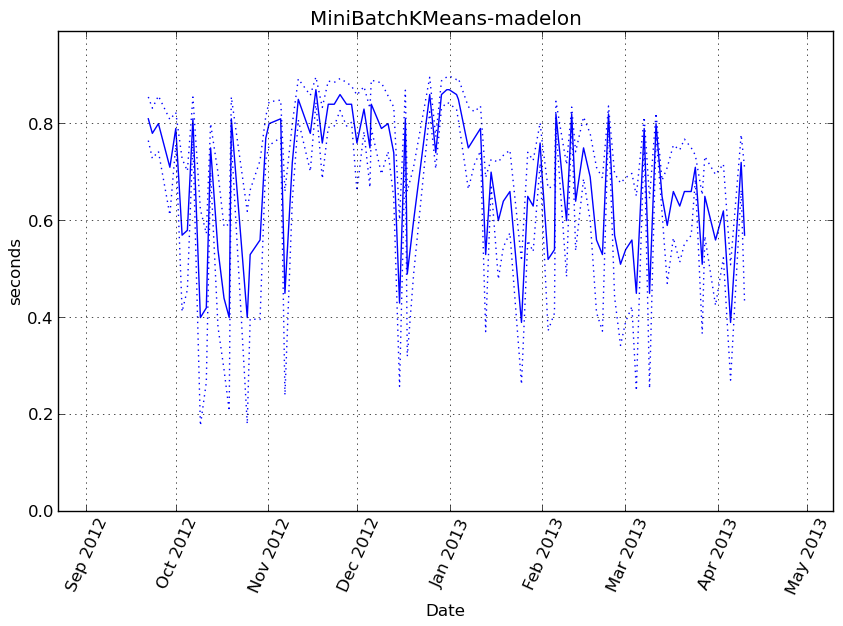 MiniBatchKMeans-madelon
seconds
0.8
0.6
0.4
0.2
0.0
Sep 2012
Oct 2012
Nov 2012
Dec 2012
Jan 2013
Feb 2013
Mar 2013
Apr 2013
May 2013
Date